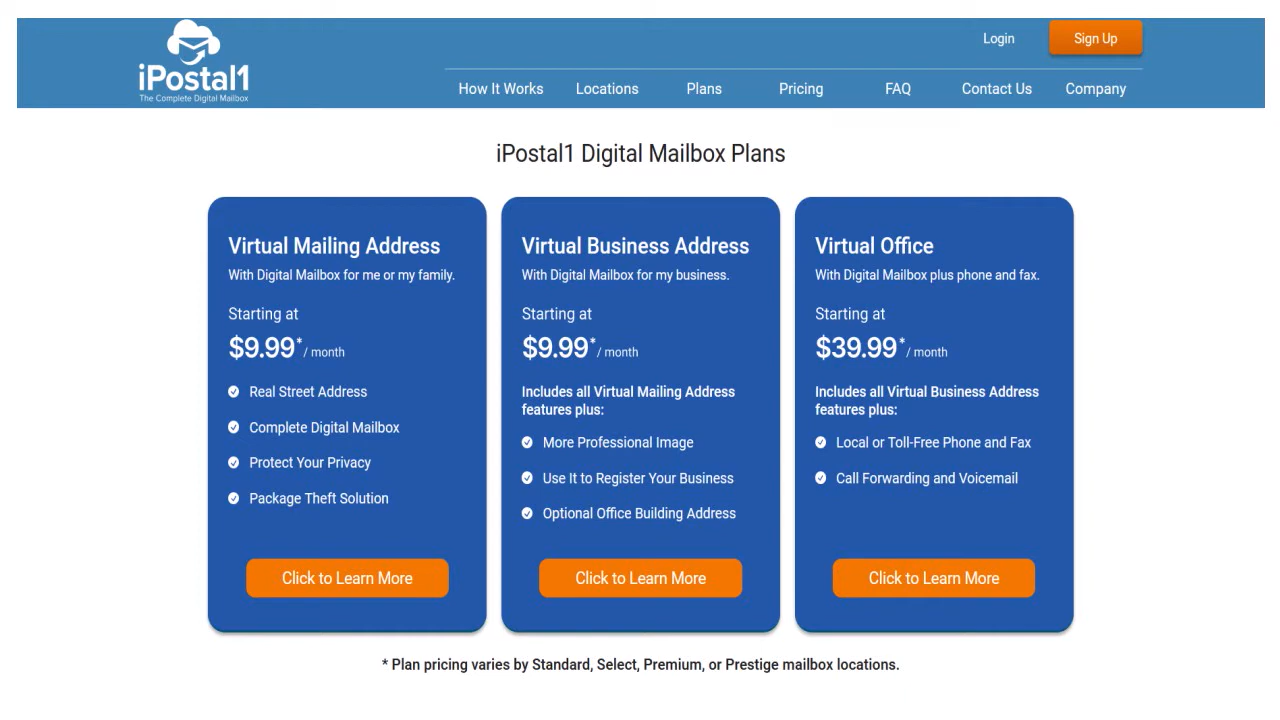 Login
Sign Up
iPostal1
The Complete Digital Mailbox
How It Works
Locations
Plans
Pricing
FAQ
Contact Us
Company
iPostal1 Digital Mailbox Plans
Virtual Mailing Address
With Digital Mailbox for me or my family.
Starting at
$9.99* / month
Real Street Address
Complete Digital Mailbox
Protect Your Privacy
Package Theft Solution
Click to Learn More
Virtual Business Address
With Digital Mailbox for my business.
Starting at
$9.99* / month
Includes all Virtual Mailing Address
features plus:
More Professional Image
Use It to Register Your Business
Optional Office Building Address
Click to Learn More
Virtual Office
With Digital Mailbox plus phone and fax.
Starting at
$39.99* / month
Includes all Virtual Business Address
features plus:
Local or Toll-Free Phone and Fax
Call Forwarding and Voicemail
Click to Learn More
* Plan pricing varies by Standard, Select, Premium, or Prestige mailbox locations.